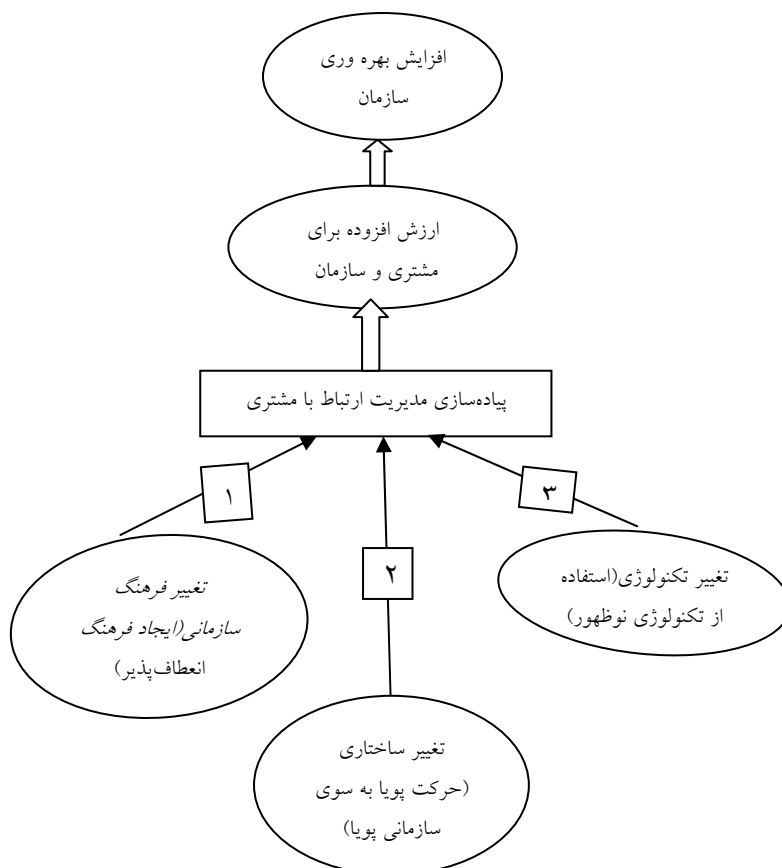 افزایش بهره وری
سازمان
ارزش افزوده برای
مشتری و سازمان
پیاده‌سازی مدیریت ارتباط با مشتری
۱
۲
۳
تغییر فرهنگ
سازمانی(ایجاد فرهنگ
انعطاف‌پذیر)
تغییر ساختاری
(حرکت پویا به سوی
سازمانی پویا)
تغییر تکنولوژی(استفاده
از تکنولوژی نوظهور)